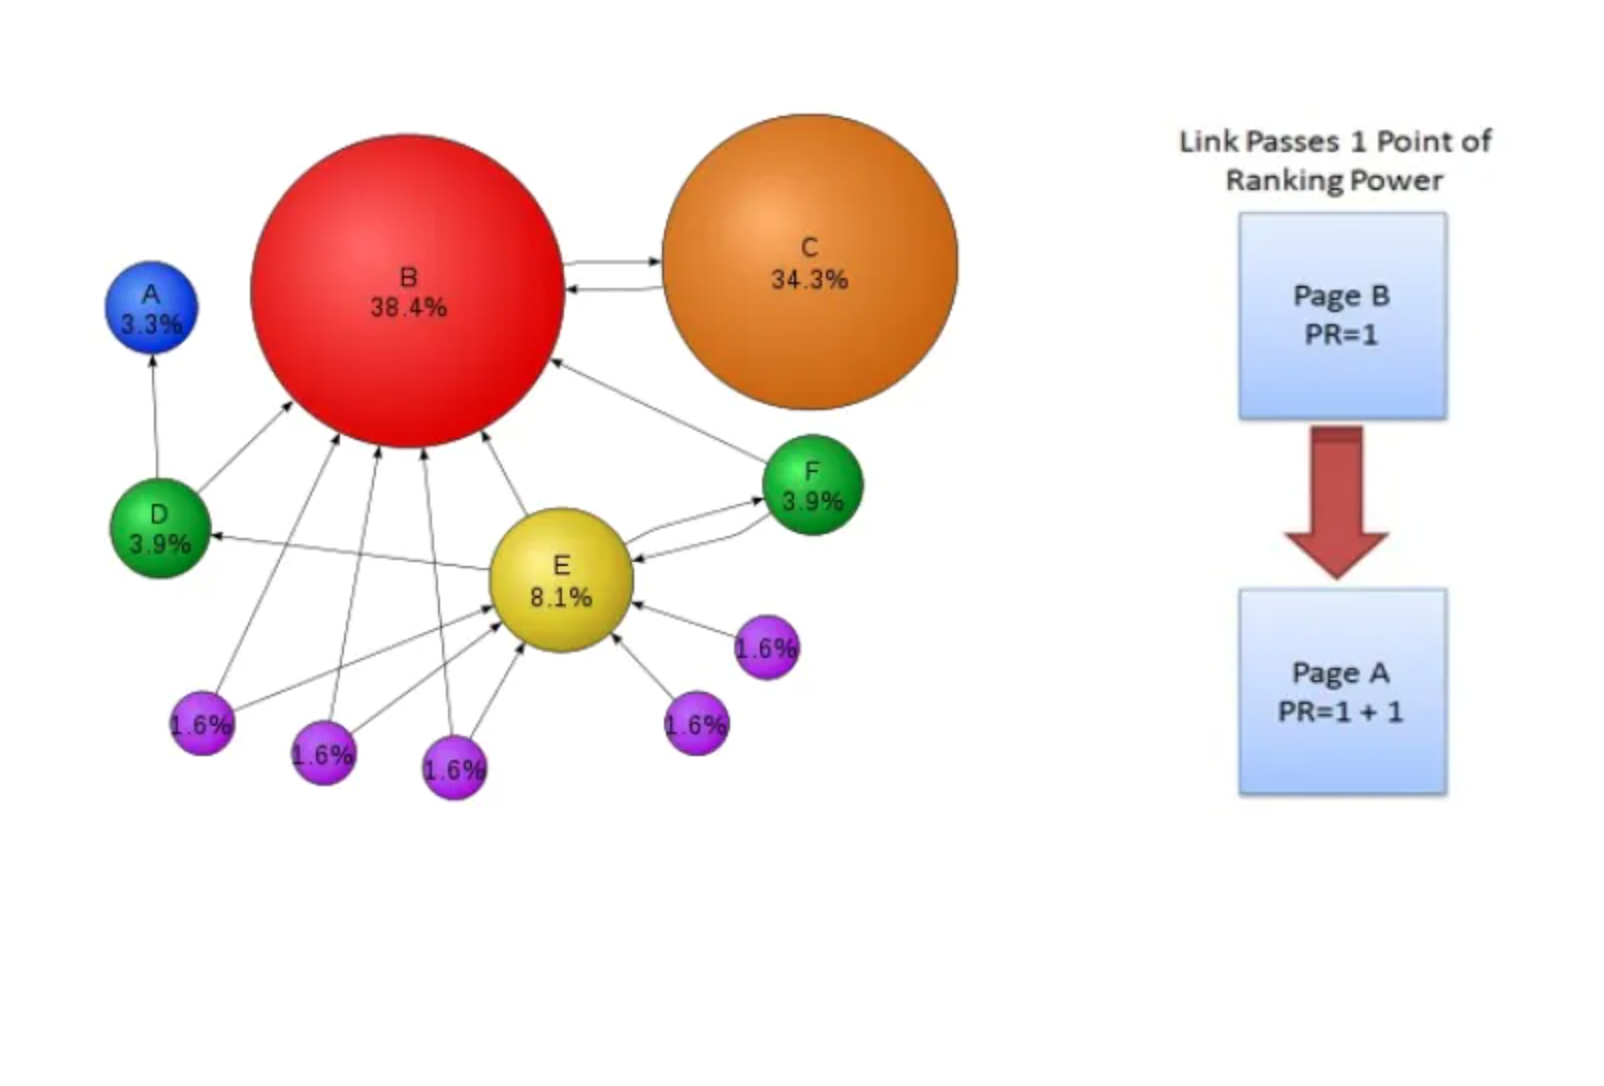 A
3.3%
B
38.4%
C
34.3%
D
3.9%
E
8.1%
F
3.9%
1.6%
1.6%
1.6%
1.6%
1.6%
Link Passes 1 Point of
Ranking Power
Page B
PR=1
Page A
PR=1 + 1